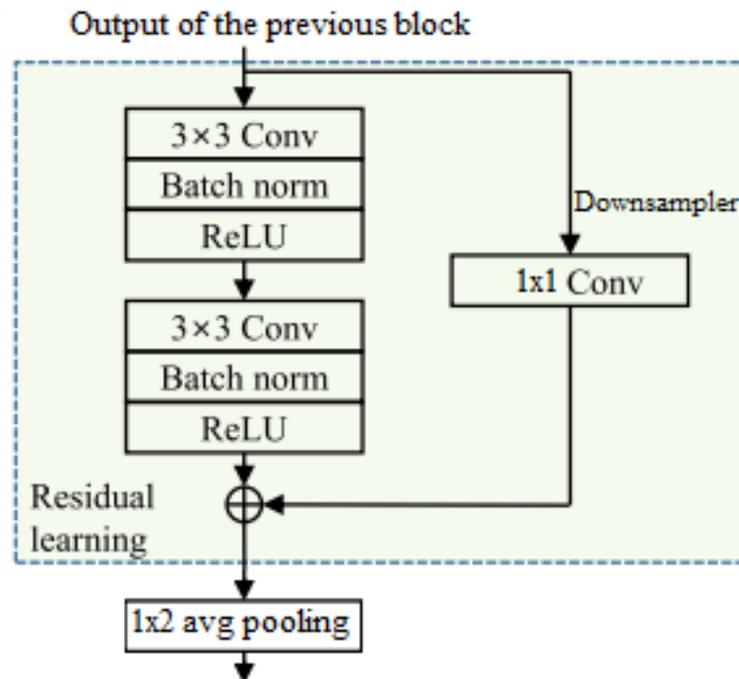 Output of the previous block
3×3 Conv
Batch norm
ReLU
Downsampler
1x1 Conv
3×3 Conv
Batch norm
ReLU
Residual
learning
1x2 avg pooling